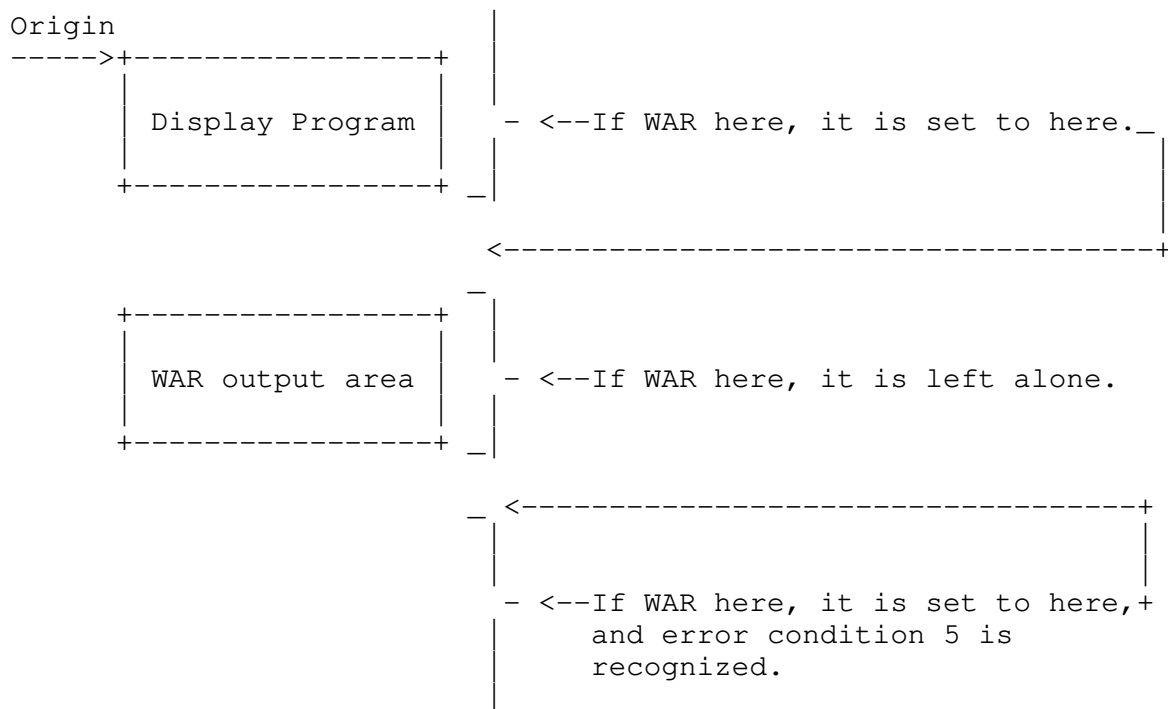 Origin
Display Program
<--If WAR here, it is set to here.
WAR output area
<--If WAR here, it is left alone.
<--If WAR here, it is set to here,
and error condition 5 is
recognized.